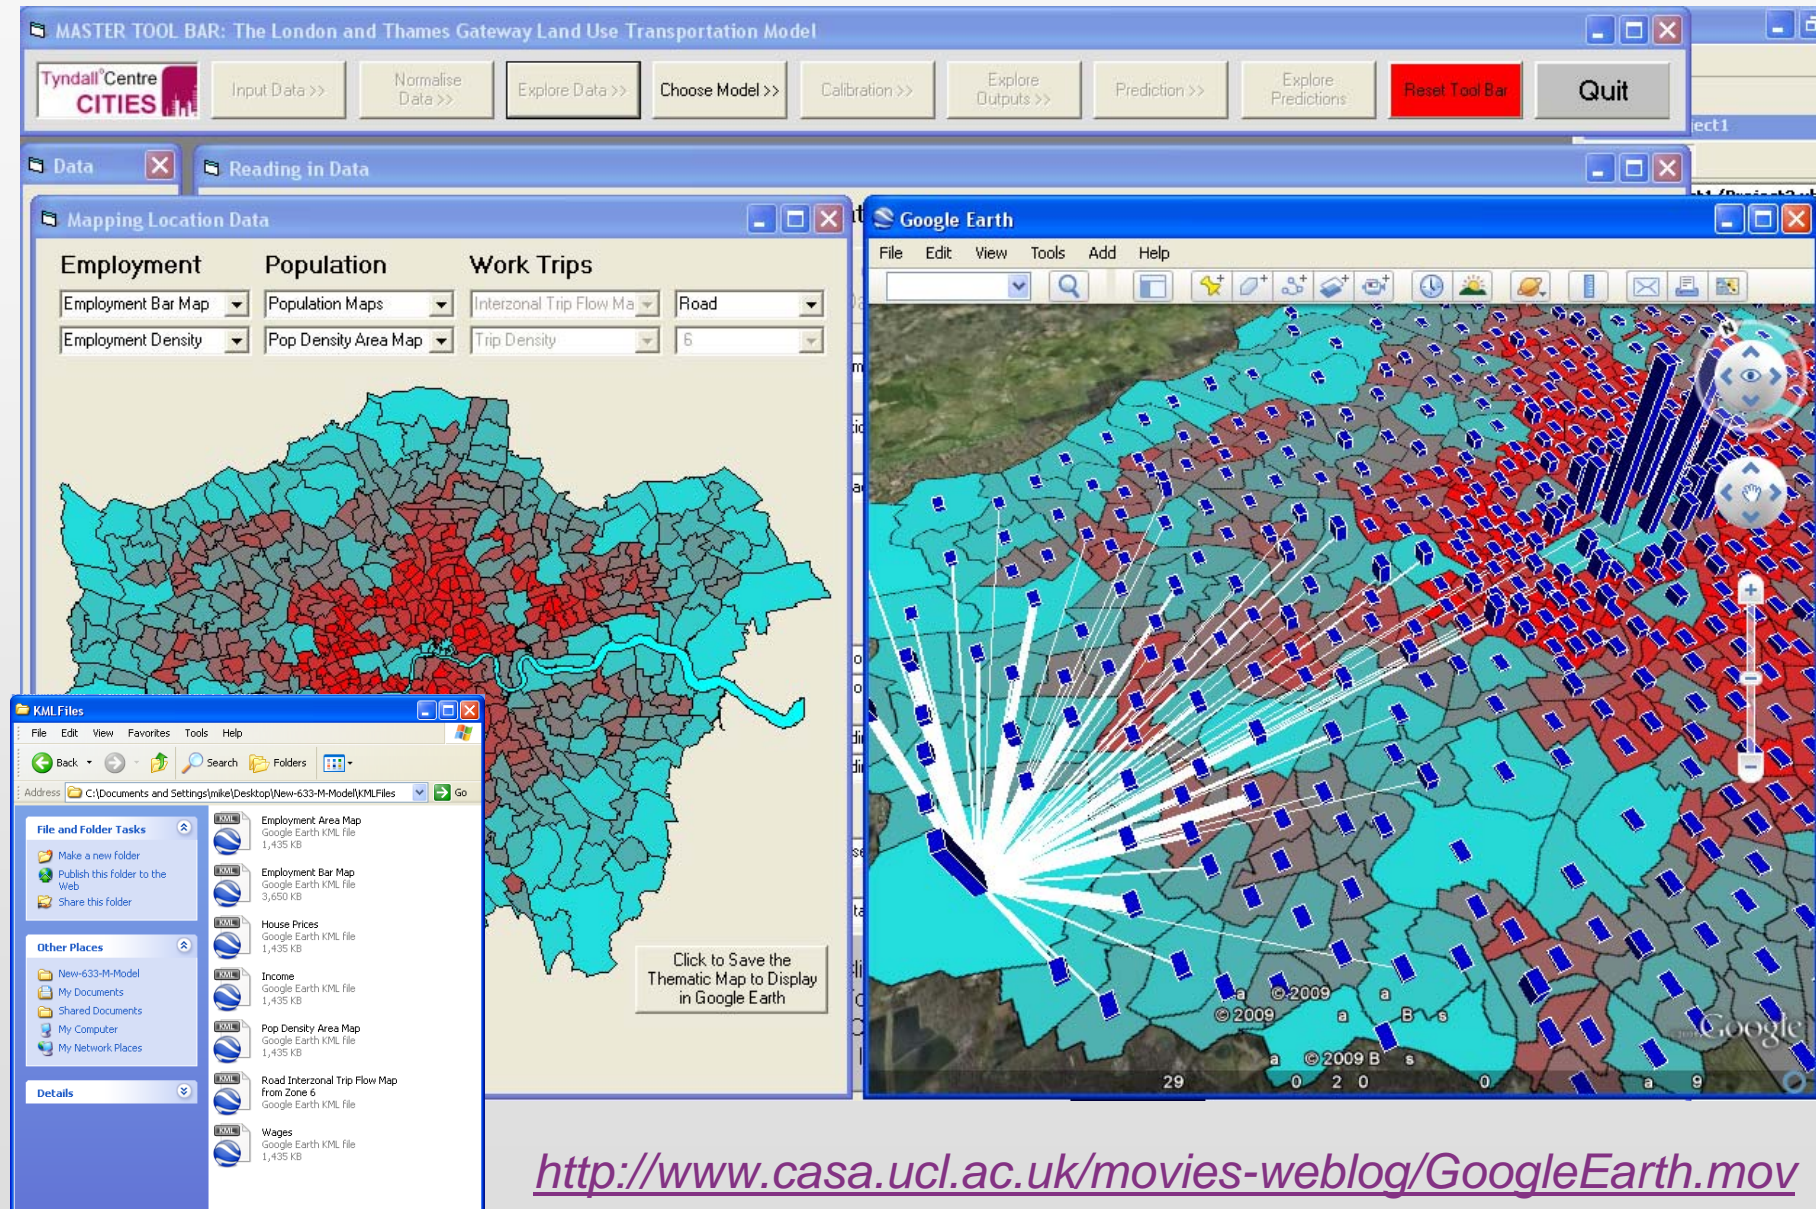 MASTER TOOL BAR: The London and Thames Gateway Land Use Transportation Model
Tyndall°Centre
CITIES
Input Data >>
Normalise
Data >>
Explore Data >>
Choose Model >>
Calibration >>
Explore
Outputs >>
Prediction >>
Explore
Predictions
Reset Tool Bar
Quit
ject1
Data
Reading in Data
Mapping Location Data
Employment
Population
Work Trips
Employment Bar Map
Population Maps
Interzonal Trip Flow Ma
Road
Employment Density
Pop Density Area Map
Trip Density
6
Click to Save the
Thematic Map to Display
in Google Earth
Google Earth
File Edit View Tools Add Help
N
© 2009
© 2009
© 2009 B s
Google
KMLFiles
File Edit View Favorites Tools Help
Back Search Folders
Address C:\Documents and Settings\mike\Desktop\New-633-M-Model\KMLFiles Go
File and Folder Tasks
Make a new folder
Publish this folder to the
Web
Share this folder
Other Places
New-633-M-Model
My Documents
Shared Documents
My Computer
My Network Places
Details
KML
Employment Area Map
Google Earth KML file
1,435 KB
KML
Employment Bar Map
Google Earth KML file
3,650 KB
KML
House Prices
Google Earth KML file
1,435 KB
KML
Income
Google Earth KML file
1,435 KB
KML
Pop Density Area Map
Google Earth KML file
1,435 KB
KML
Road Interzonal Trip Flow Map
from Zone 6
Google Earth KML file
KML
Wages
Google Earth KML file
1,435 KB
http://www.casa.ucl.ac.uk/movies-weblog/GoogleEarth.mov